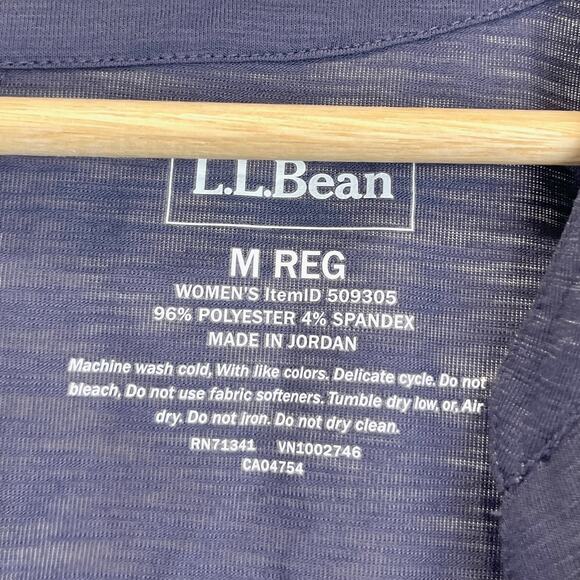 L.L.Bean
M REG
WOMEN'S ItemID 509305
96% POLYESTER 4% SPANDEX
MADE IN JORDAN
Machine wash cold, With like colors. Delicate cycle. Do not
bleach, Do not use fabric softeners. Tumble dry low, or, Air
dry. Do not iron. Do not dry clean.
RN71341 VN1002746
CA04754